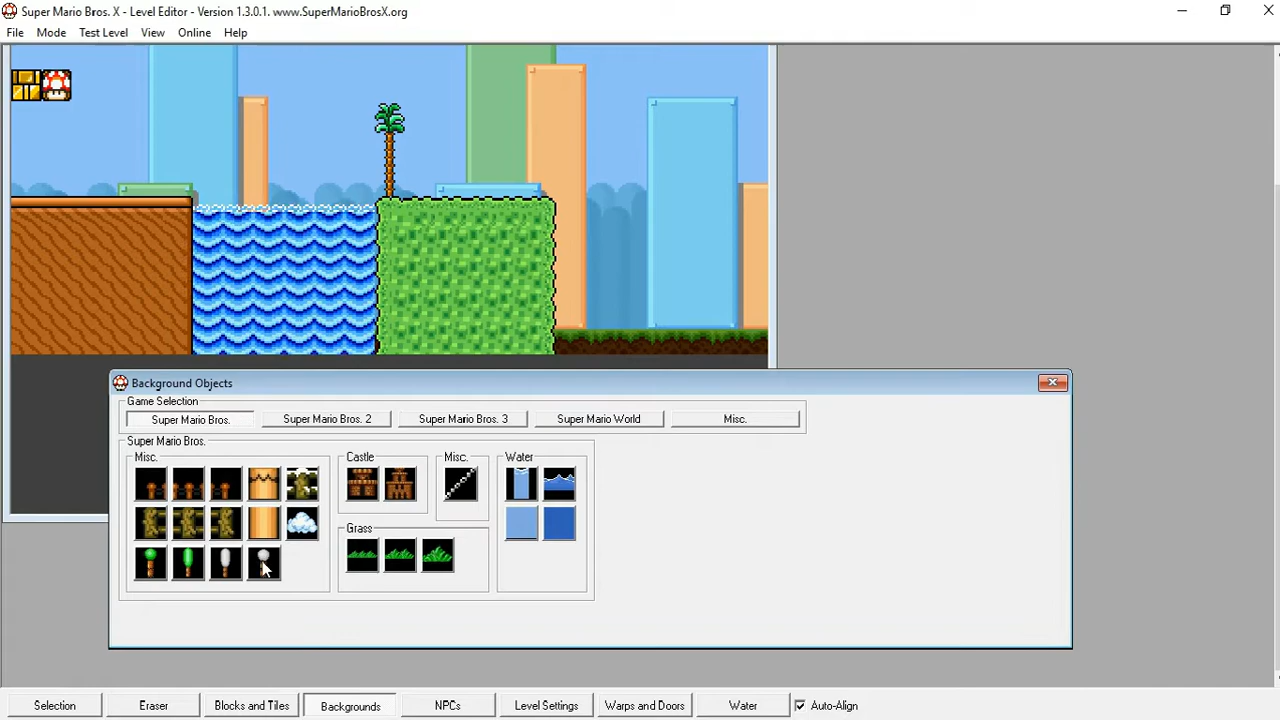 Super Mario Bros. X - Level Editor - Version 1.3.0.1. www.SuperMarioBrosX.org
File Mode Test Level View Online Help
Background Objects
Game Selection
Super Mario Bros. Super Mario Bros. 2 Super Mario Bros. 3 Super Mario World Misc.
Super Mario Bros.
Misc. Castle Misc. Water
Grass
Selection Eraser Blocks and Tiles Backgrounds NPCs Level Settings Warps and Doors Water Auto-Align